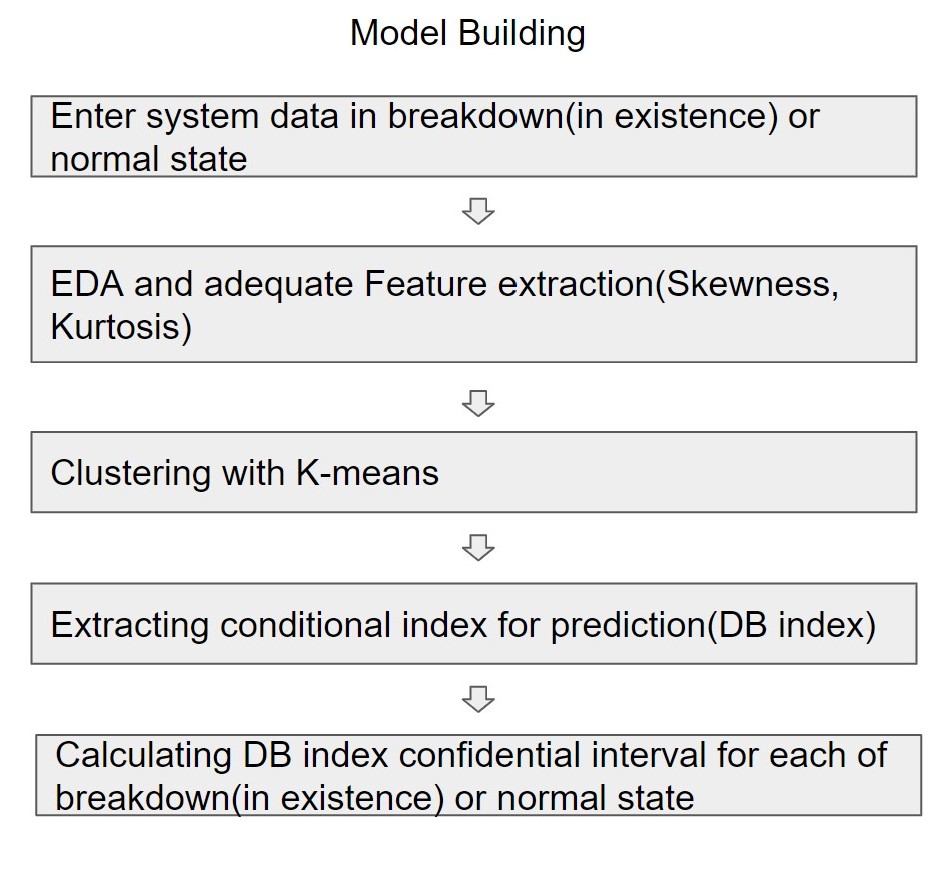 Model Building
Enter system data in breakdown(in existence) or
normal state
EDA and adequate Feature extraction(Skewness,
Kurtosis)
Clustering with K-means
Extracting conditional index for prediction(DB index)
Calculating DB index confidential interval for each of
breakdown(in existence) or normal state